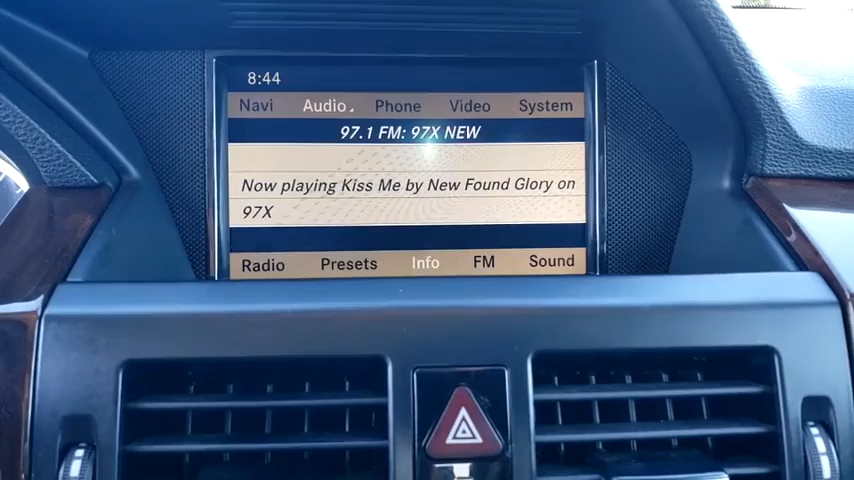 8:44
Navi Audio Phone Video System
97.1 FM: 97X NEW
Now playing Kiss Me by New Found Glory on
97X
Radio Presets Info FM Sound